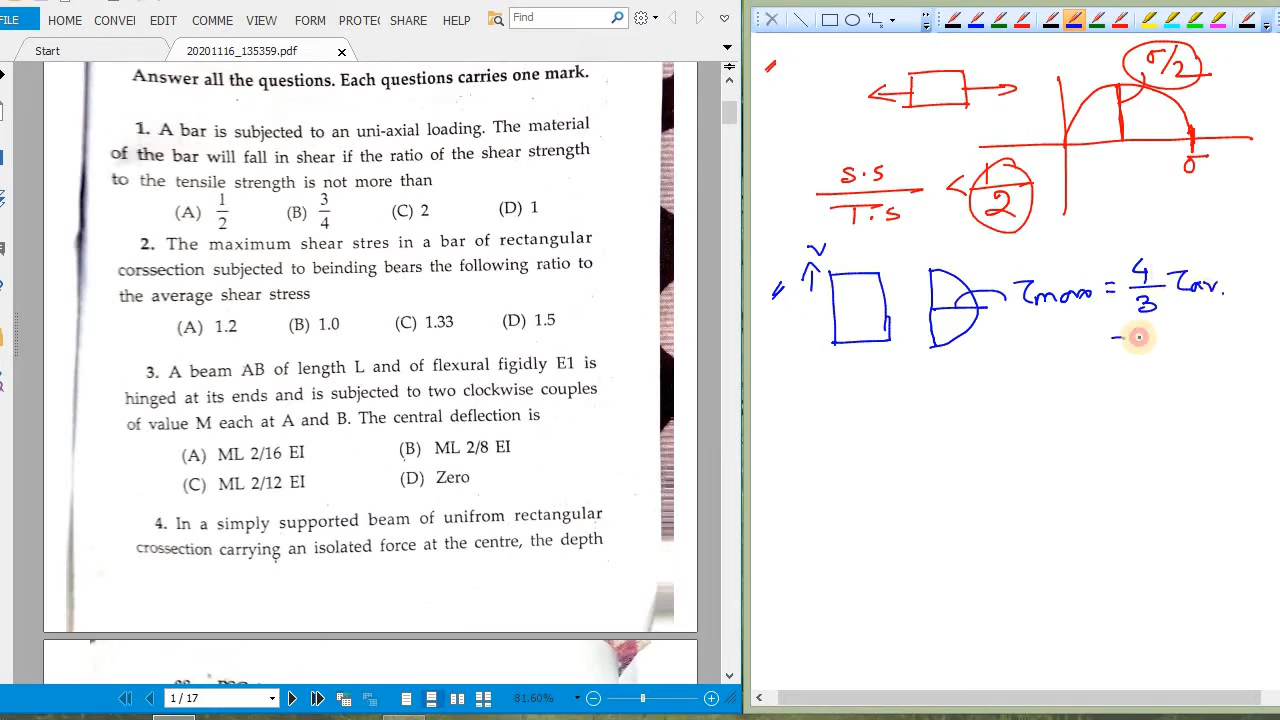 FILE HOME CONVEI EDIT COMME VIEW FORM PROTI SHARE HELP Find
Start 20201116_135359.pdf
Answer all the questions. Each questions carries one mark.
1. A bar is subjected to an uni-axial loading. The material
of the bar will fall in shear if the ratio of the shear strength
to the tensile strength is not more than
(A) 1/2 (B) 3/4 (C) 2 (D) 1
2. The maximum shear stres in a bar of rectangular
corssection subjected to beinding bears the following ratio to
the average shear stress
(A) 1.2 (B) 1.0 (C) 1.33 (D) 1.5
3. A beam AB of length L and of flexural figidly E1 is
hinged at its ends and is subjected to two clockwise couples
of value M each at A and B. The central deflection is
(A) ML 2/16 EI (B) ML 2/8 EI
(C) ML 2/12 EI (D) Zero
4. In a simply supported beam of unifrom rectangular
crossection carrying an isolated force at the centre, the depth
1 / 17 81.60%
σ/2
σ
S.S / T.S < 1/2
V
τmax = 4/3 τav.